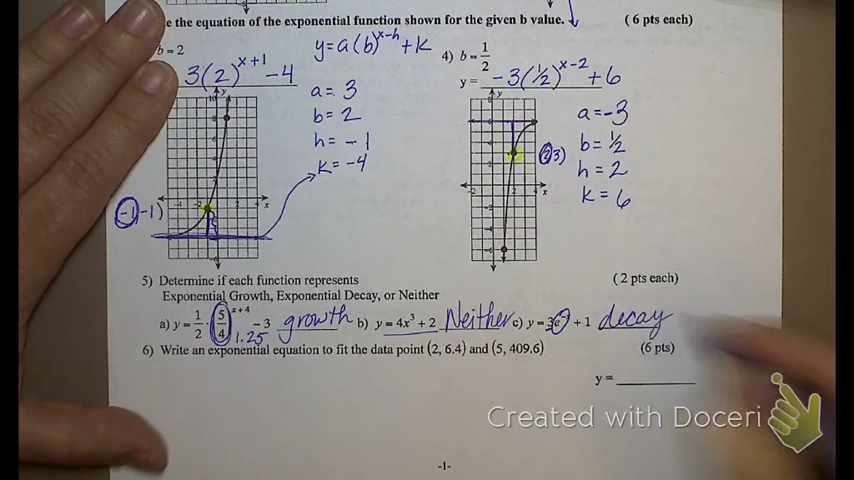 e the equation of the exponential function shown for the given b value. ↓ ( 6 pts each)
b = 2
y = a(b)^x-h + k
3(2)^x+1 - 4
a = 3
b = 2
h = -1
k = -4
(-1,-1)
4) b = 1/2
y = -3(1/2)^x-2 + 6
a = -3
b = 1/2
h = 2
k = 6
(2,3)
5) Determine if each function represents ( 2 pts each)
Exponential Growth, Exponential Decay, or Neither
a) y = 1/2 · (5/4)^x+4 - 3 growth b) y = 4x³ + 2 Neither c) y = 3e + 1 decay
1.25
6) Write an exponential equation to fit the data point (2, 6.4) and (5, 409.6) (6 pts)
y = ________
Created with Doceri
-1-